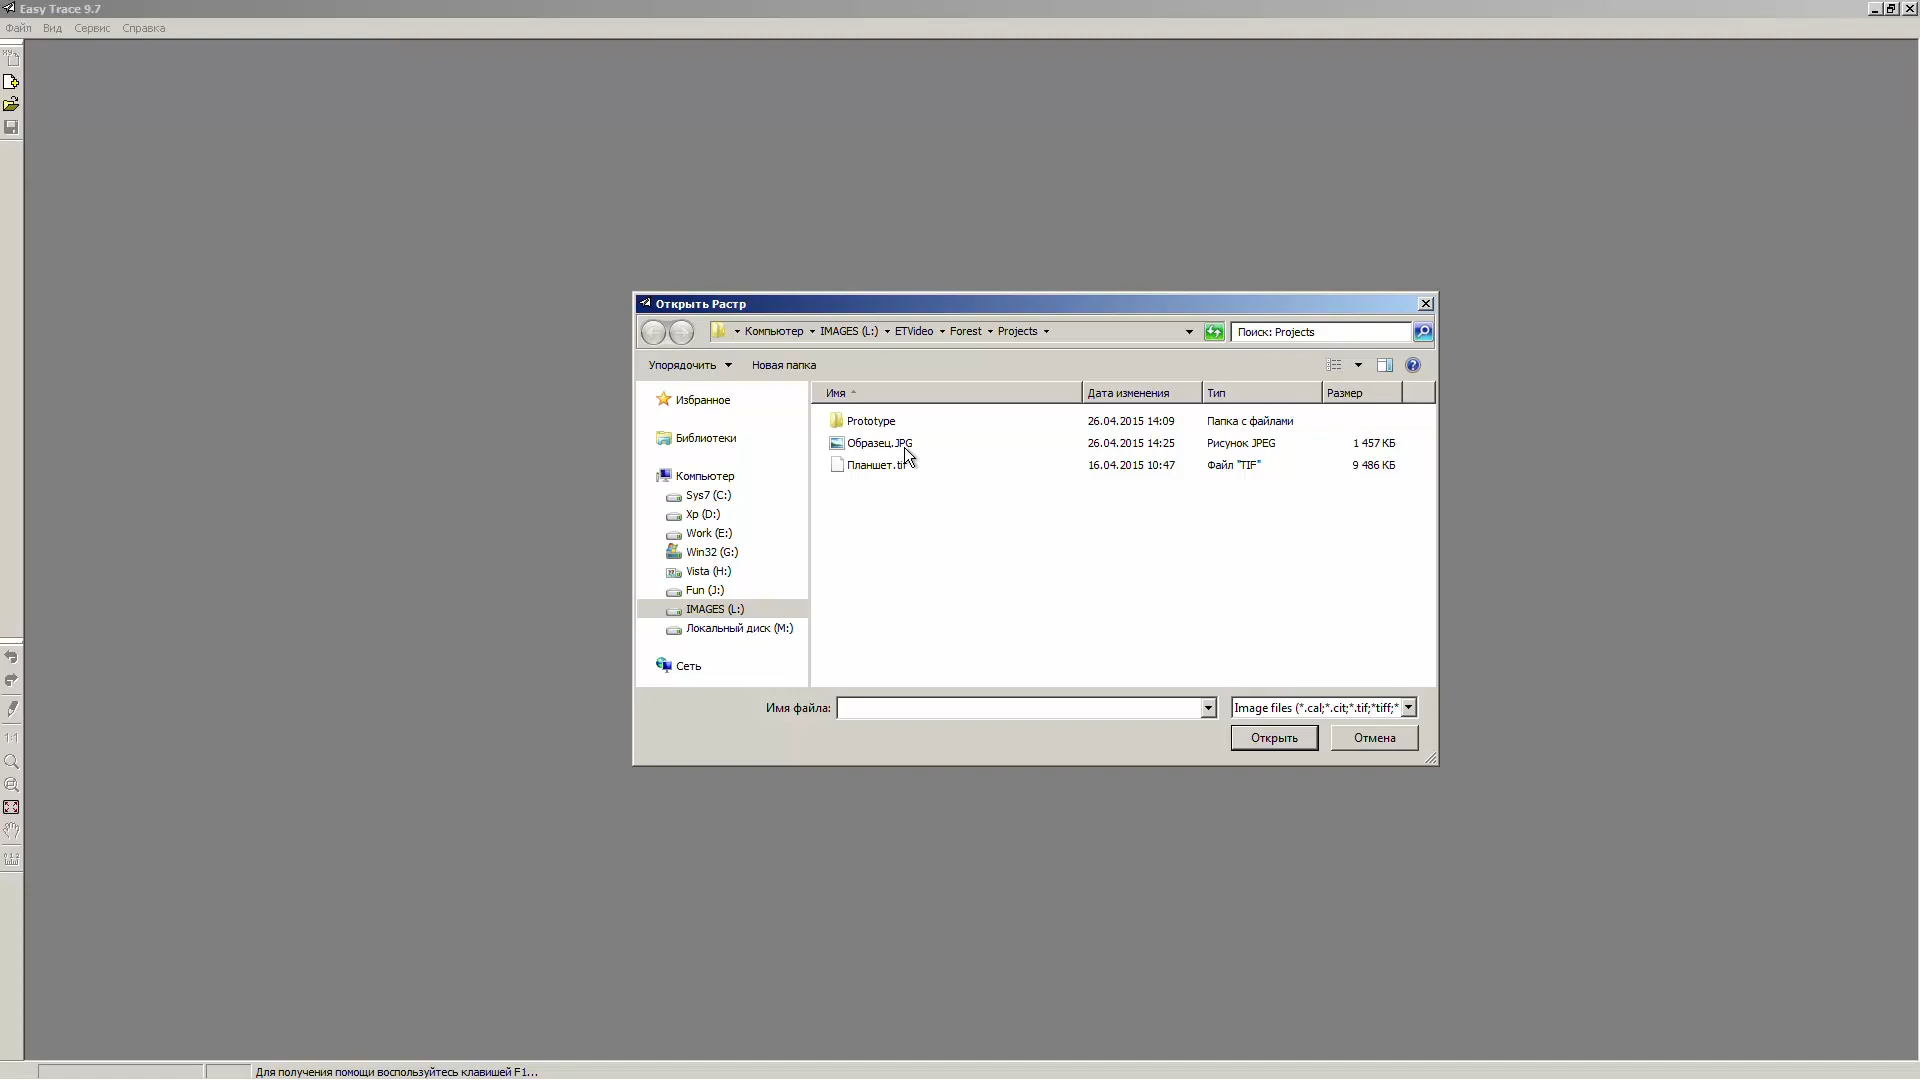 Easy Trace 9.7
Файл Вид Сервис Справка
Открыть Растр
Компьютер IMAGES (L:) ETVideo Forest Projects
Поиск: Projects
Упорядочить Новая папка
Имя Дата изменения Тип Размер
Избранное
Библиотеки
Компьютер
Sys7 (C:)
Xp (D:)
Work (E:)
Win32 (G:)
Vista (H:)
Fun (J:)
IMAGES (L:)
Локальный диск (M:)
Сеть
Prototype 26.04.2015 14:09 Папка с файлами
Образец.JPG 26.04.2015 14:25 Рисунок JPEG 1 457 КБ
Планшет.tif 16.04.2015 10:47 Файл "TIF" 9 486 КБ
Имя файла:
Image files (*.cal;*.cit;*.tif;*tiff;*
Открыть Отмена
1:1
Для получения помощи воспользуйтесь клавишей F1...